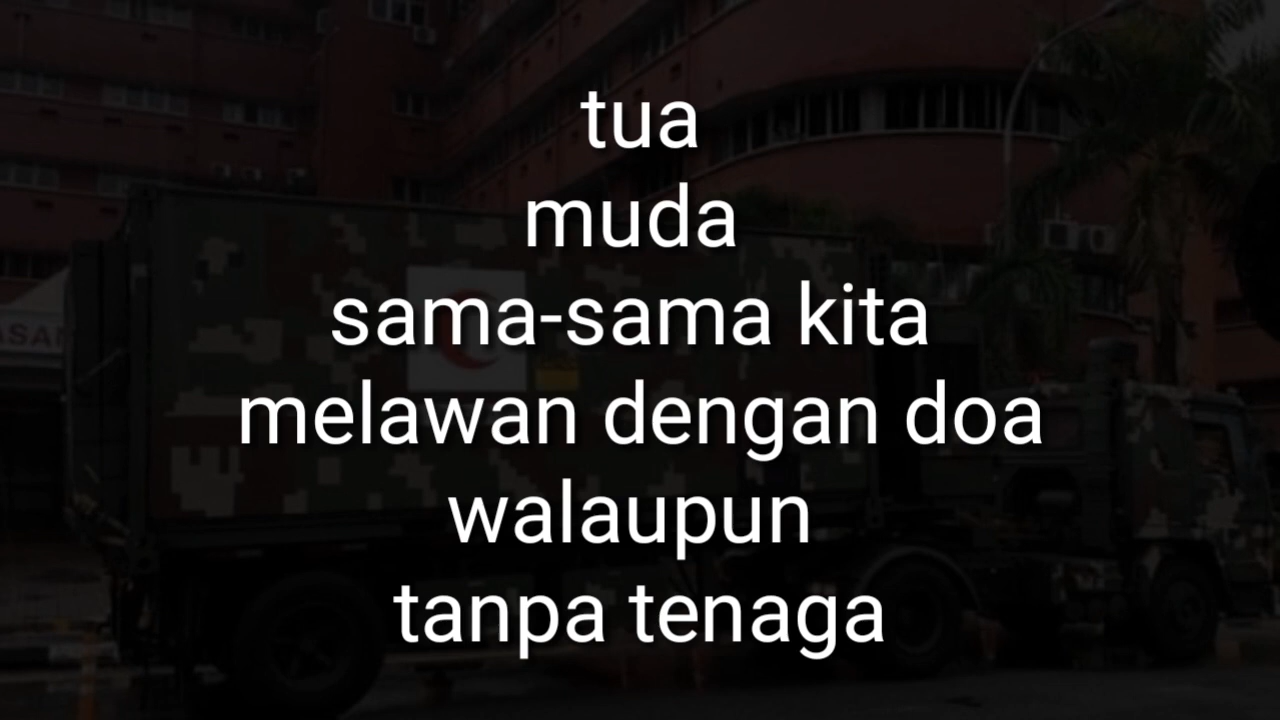 tua
muda
sama-sama kita
melawan dengan doa
walaupun
tanpa tenaga